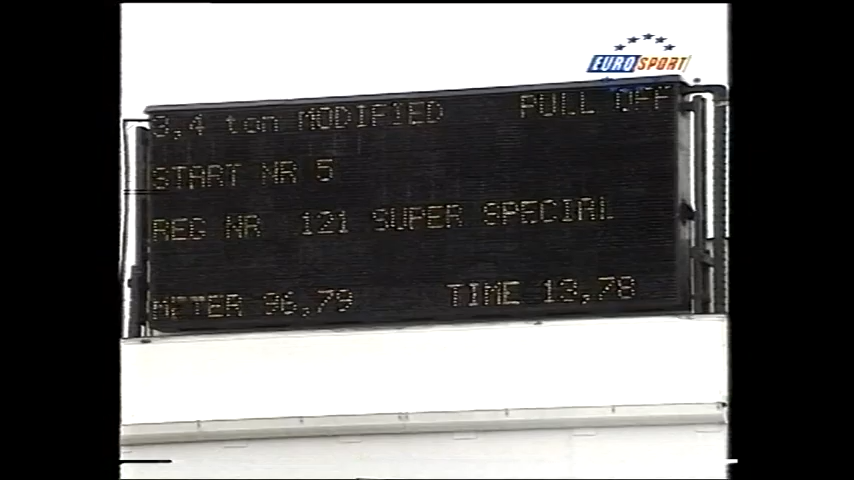 EUROSPORT
3,4 ton MODIFIED PULL OFF
START NR 5
REG NR 121 SUPER SPECIAL
METER 96,79 TIME 13,78